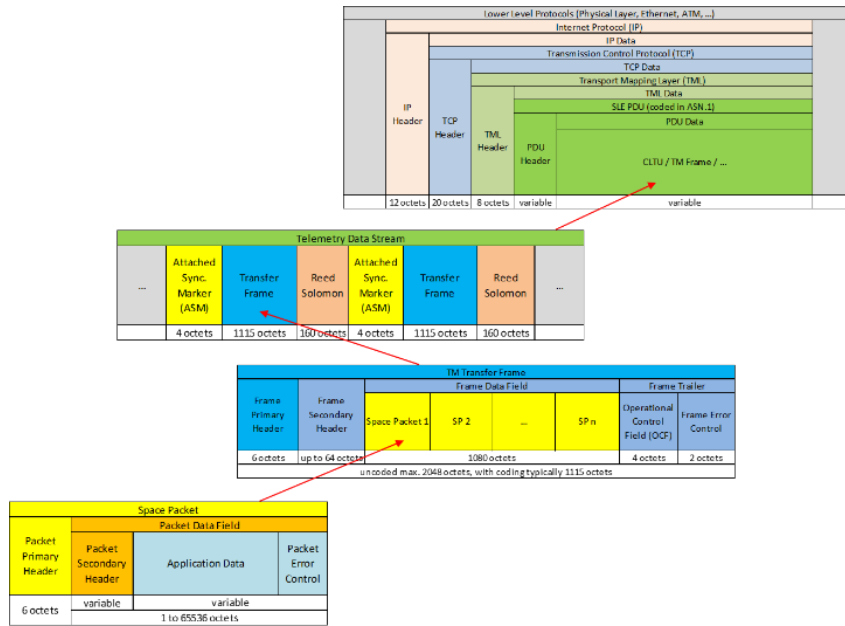 Lower Level Protocols (Physical Layer, Ethernet, ATM, ...)
Internet Protocol (IP)
IP Data
Transmission Control Protocol (TCP)
TCP Data
Transport Mapping Layer (TML)
TML Data
SLE PDU (coded in ASN.1)
PDU Data
IP
Header
TCP
Header
TML
Header
PDU
Header
CLTU / TM Frame / ...
12 octets 20 octets 8 octets variable variable
Telemetry Data Stream
...
Attached
Sync.
Marker
(ASM)
Transfer
Frame
Reed
Solomon
Attached
Sync.
Marker
(ASM)
Transfer
Frame
Reed
Solomon
...
4 octets 1115 octets 160 octets 4 octets 1115 octets 160 octets
TM Transfer Frame
Frame Data Field Frame Trailer
Frame
Primary
Header
Frame
Secondary
Header
Space Packet 1
SP 2
...
SP n
Operational
Control
Field (OCF)
Frame Error
Control
6 octets up to 64 octets 1080 octets 4 octets 2 octets
uncoded max. 2048 octets, with coding typically 1115 octets
Space Packet
Packet Data Field
Packet
Primary
Header
Packet
Secondary
Header
Application Data
Packet
Error
Control
6 octets variable variable
1 to 65536 octets